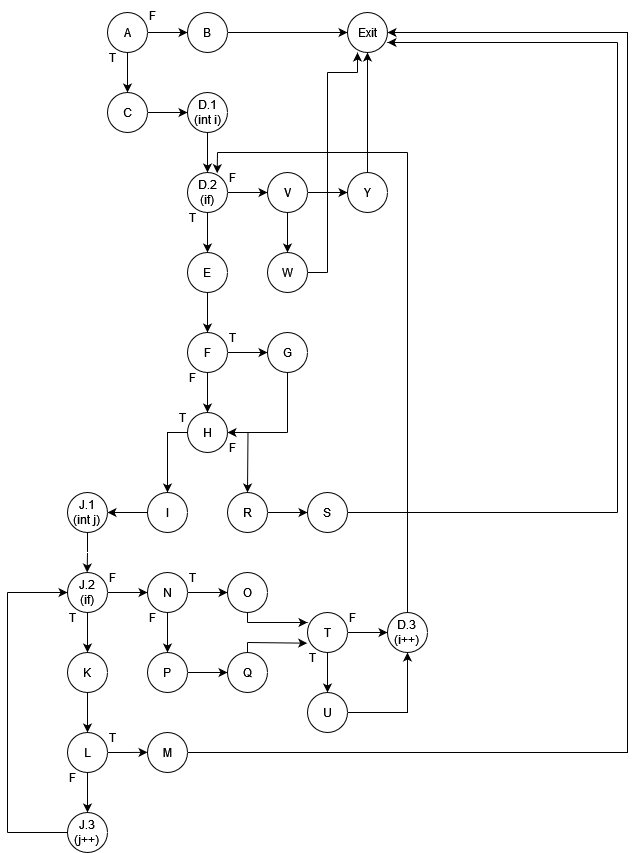 F
A
B
Exit
T
C
D.1
(int i)
F
D.2
(if)
V
Y
T
E
W
T
F
G
F
T
H
F
J.1
(int j)
I
R
S
F
T
J.2
(if)
N
O
T
F
F
T
D.3
(i++)
K
P
Q
T
U
T
L
M
F
J.3
(j++)